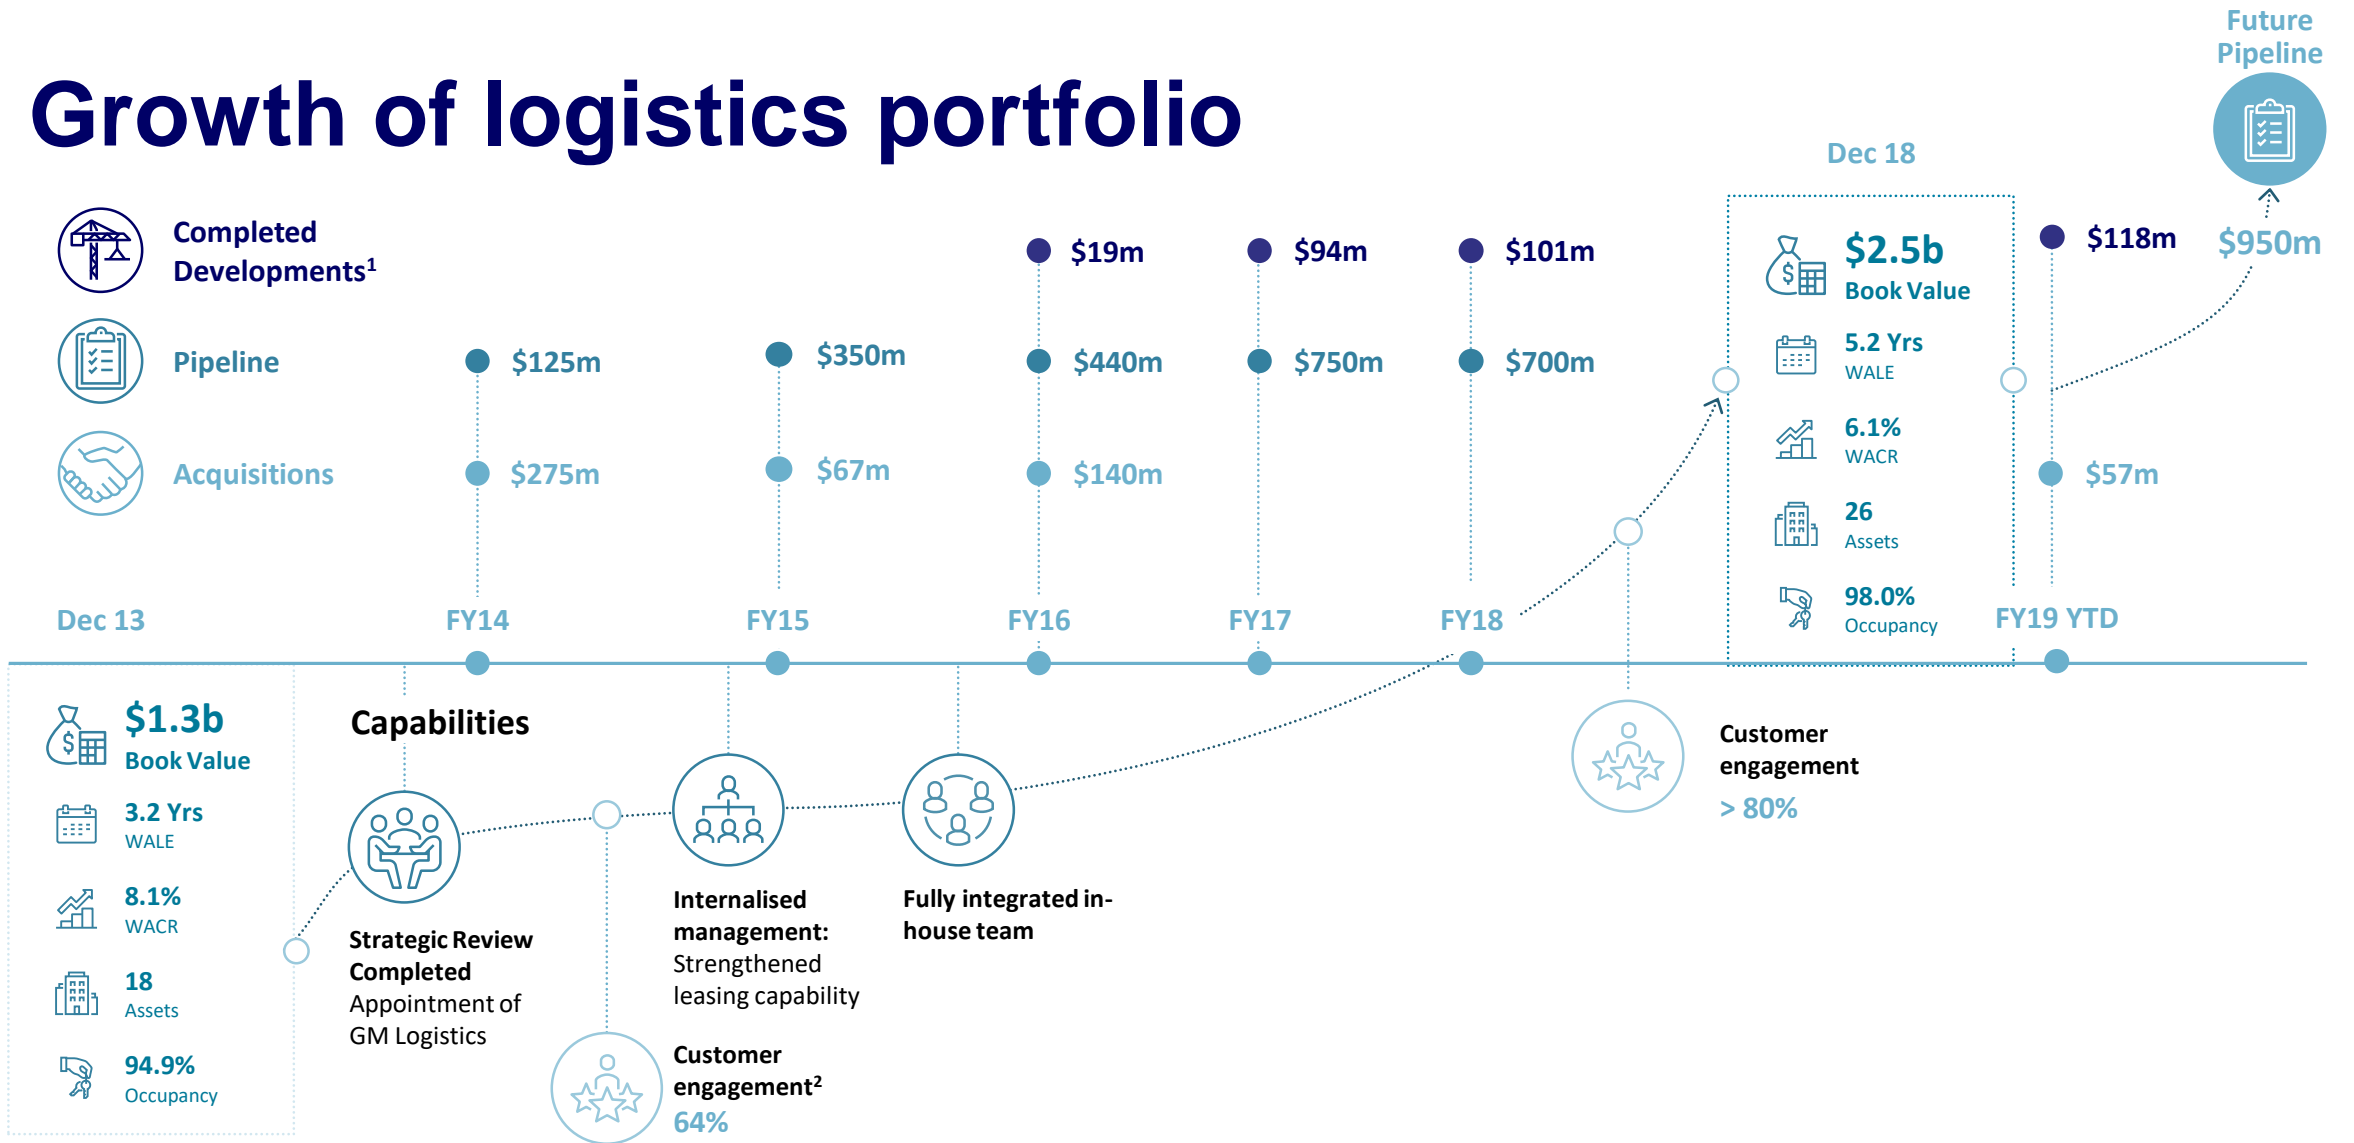 Growth of logistics portfolio
Future
Pipeline
$950m
Completed
Developments¹
$19m
$94m
$101m
$118m
Pipeline
$125m
$350m
$440m
$750m
$700m
Acquisitions
$275m
$67m
$140m
$57m
Dec 18
$2.5b
Book Value
5.2 Yrs
WALE
6.1%
WACR
26
Assets
98.0%
Occupancy
Dec 13
FY14
FY15
FY16
FY17
FY18
FY19 YTD
$1.3b
Book Value
3.2 Yrs
WALE
8.1%
WACR
18
Assets
94.9%
Occupancy
Capabilities
Strategic Review
Completed
Appointment of
GM Logistics
Customer
engagement²
64%
Internalised
management:
Strengthened
leasing capability
Fully integrated in-
house team
Customer
engagement
> 80%